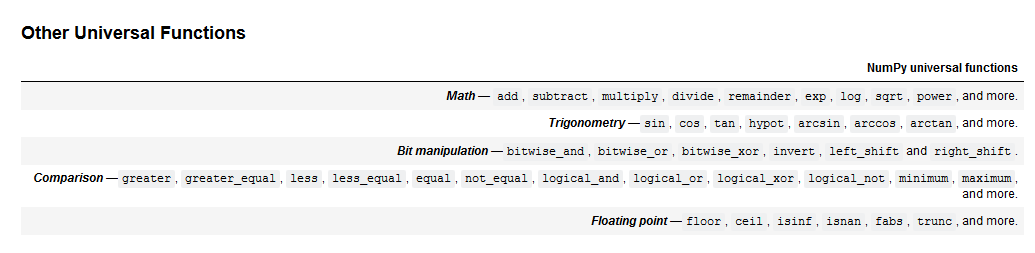 Other Universal Functions
NumPy universal functions
Math — add, subtract, multiply, divide, remainder, exp, log, sqrt, power, and more.
Trigonometry — sin, cos, tan, hypot, arcsin, arccos, arctan, and more.
Bit manipulation — bitwise_and, bitwise_or, bitwise_xor, invert, left_shift and right_shift.
Comparison — greater, greater_equal, less, less_equal, equal, not_equal, logical_and, logical_or, logical_xor, logical_not, minimum, maximum,
and more.
Floating point — floor, ceil, isinf, isnan, fabs, trunc, and more.